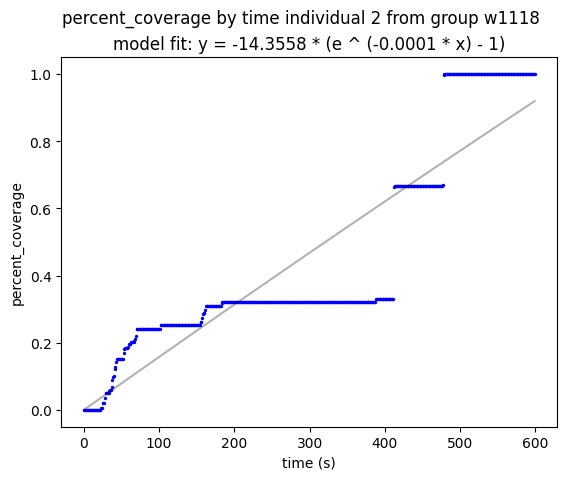 percent_coverage by time individual 2 from group w1118
model fit: y = -14.3558 * (e ^ (-0.0001 * x) - 1)
1.0
0.8
0.6
0.4
0.2
0.0
percent_coverage
0 100 200 300 400 500 600
time (s)